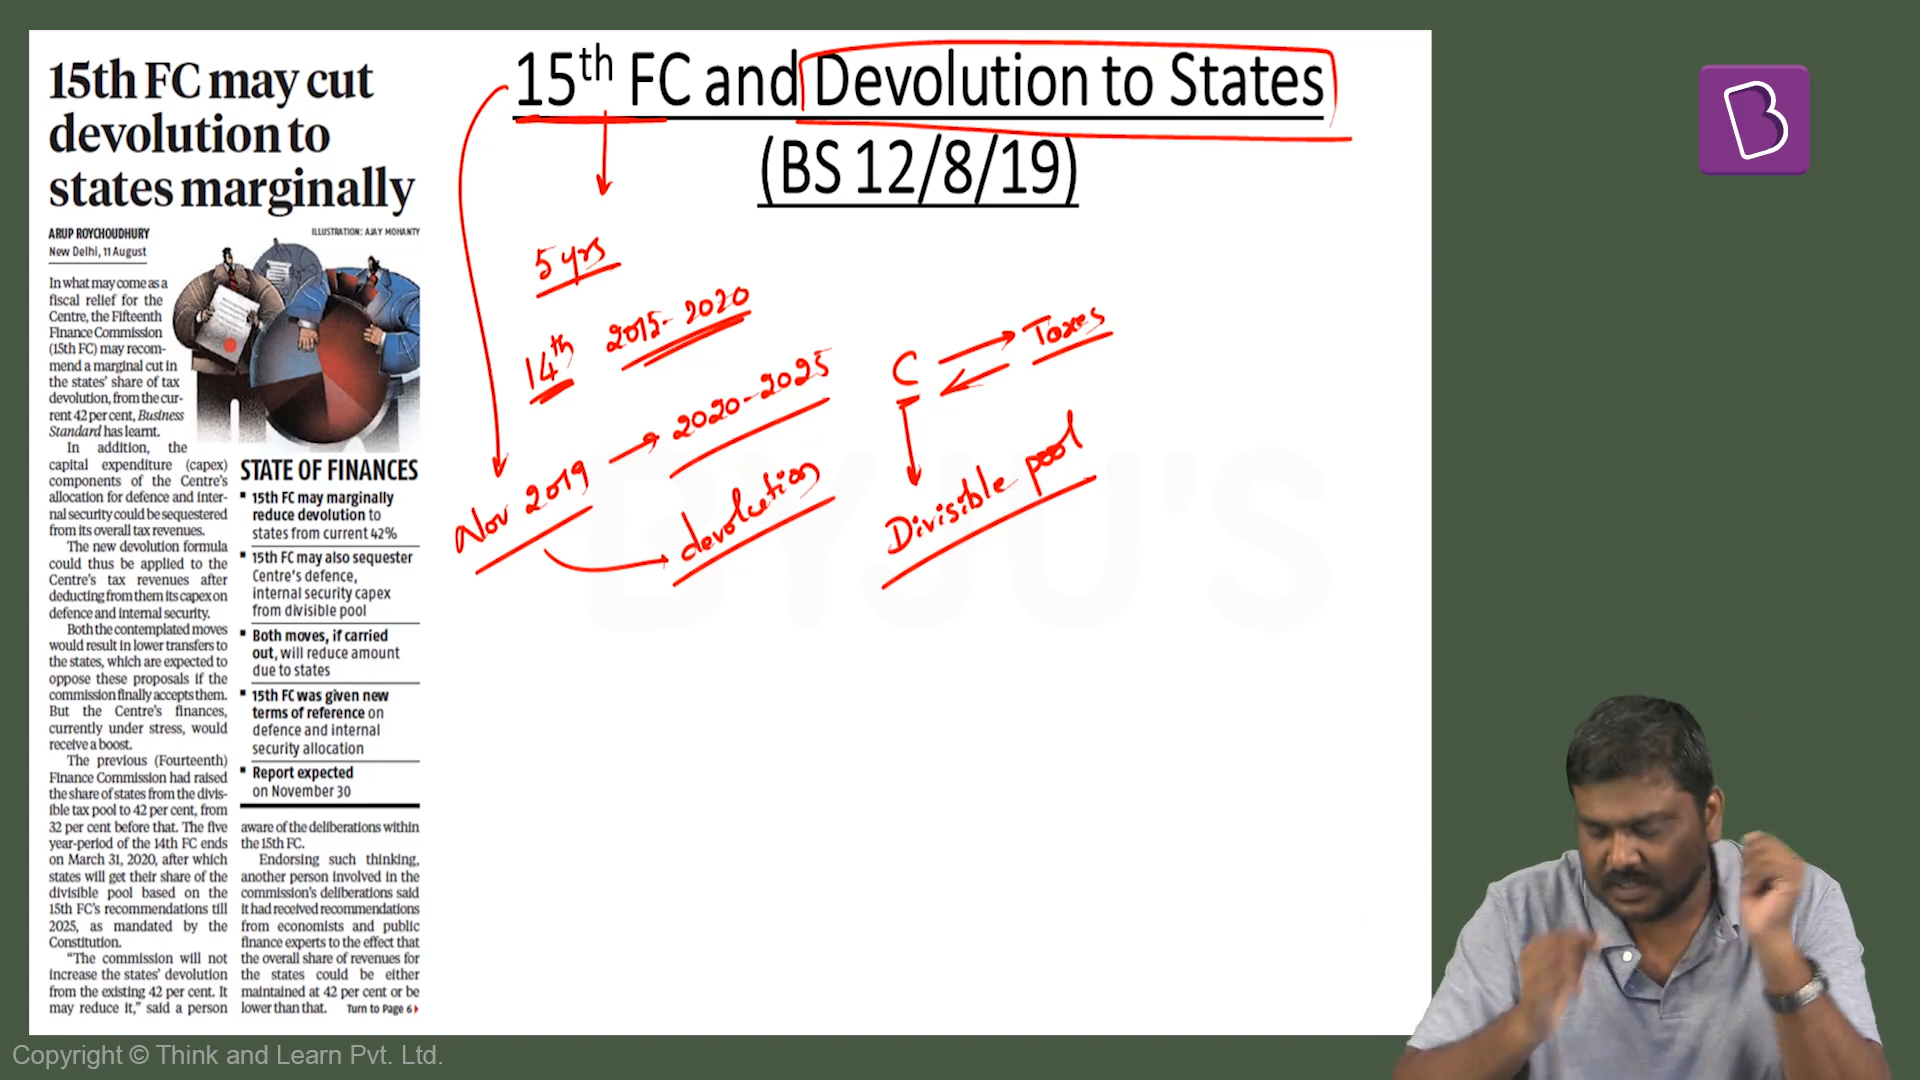 15th FC may cut
devolution to
states marginally
ARUP ROYCHOUDHURY
New Delhi, 11 August
ILLUSTRATION: AJAY MOHANTY
In what may come as a
fiscal relief for the
Centre, the Fifteenth
Finance Commission
(15th FC) may recom-
mend a marginal cut in
the states' share of tax
devolution, from the cur-
rent 42 per cent, Business
Standard has learnt.
In addition, the
capital expenditure (capex)
components of the Centre's
allocation for defence and inter-
nal security could be sequestered
from its overall tax revenues.
The new devolution formula
could thus be applied to the
Centre's tax revenues after
deducting from them its capex on
defence and internal security.
Both the contemplated moves
would result in lower transfers to
the states, which are expected to
oppose these proposals if the
commission finally accepts them.
But the Centre's finances,
currently under stress, would
receive a boost.
The previous (Fourteenth)
Finance Commission had raised
the share of states from the divis-
ible tax pool to 42 per cent, from
32 per cent before that. The five
year-period of the 14th FC ends
on March 31, 2020, after which
states will get their share of the
divisible pool based on the
15th FC's recommendations till
2025, as mandated by the
Constitution.
"The commission will not
increase the states' devolution
from the existing 42 per cent. It
may reduce it," said a person
STATE OF FINANCES
15th FC may marginally
reduce devolution to
states from current 42%
15th FC may also sequester
Centre's defence,
internal security capex
from divisible pool
Both moves, if carried
out, will reduce amount
due to states
15th FC was given new
terms of reference on
defence and internal
security allocation
Report expected
on November 30
aware of the deliberations within
the 15th FC.
Endorsing such thinking,
another person involved in the
commission's deliberations said
it had received recommendations
from economists and public
finance experts to the effect that
the overall share of revenues for
the states could be either
maintained at 42 per cent or be
lower than that. Turn to Page 6
15th FC and Devolution to States
(BS 12/8/19)
5 yrs
14th 2015-2020
Nov 2019 → 2020-2025
devolution
C Taxes
Divisible pool
BYJU'S
B
Copyright © Think and Learn Pvt. Ltd.